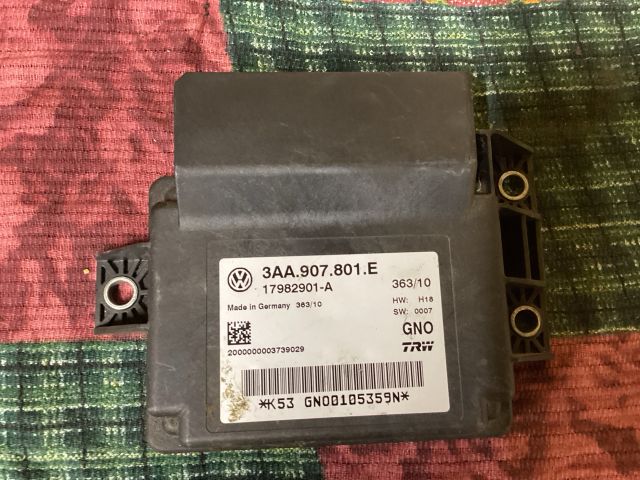 3AA.907.801.E
17982901-A 363/10
Made in Germany 363/10 HW: H18
SW: 0007
GNO
2000000003739029 TRW
*K53 GNO0105359N*